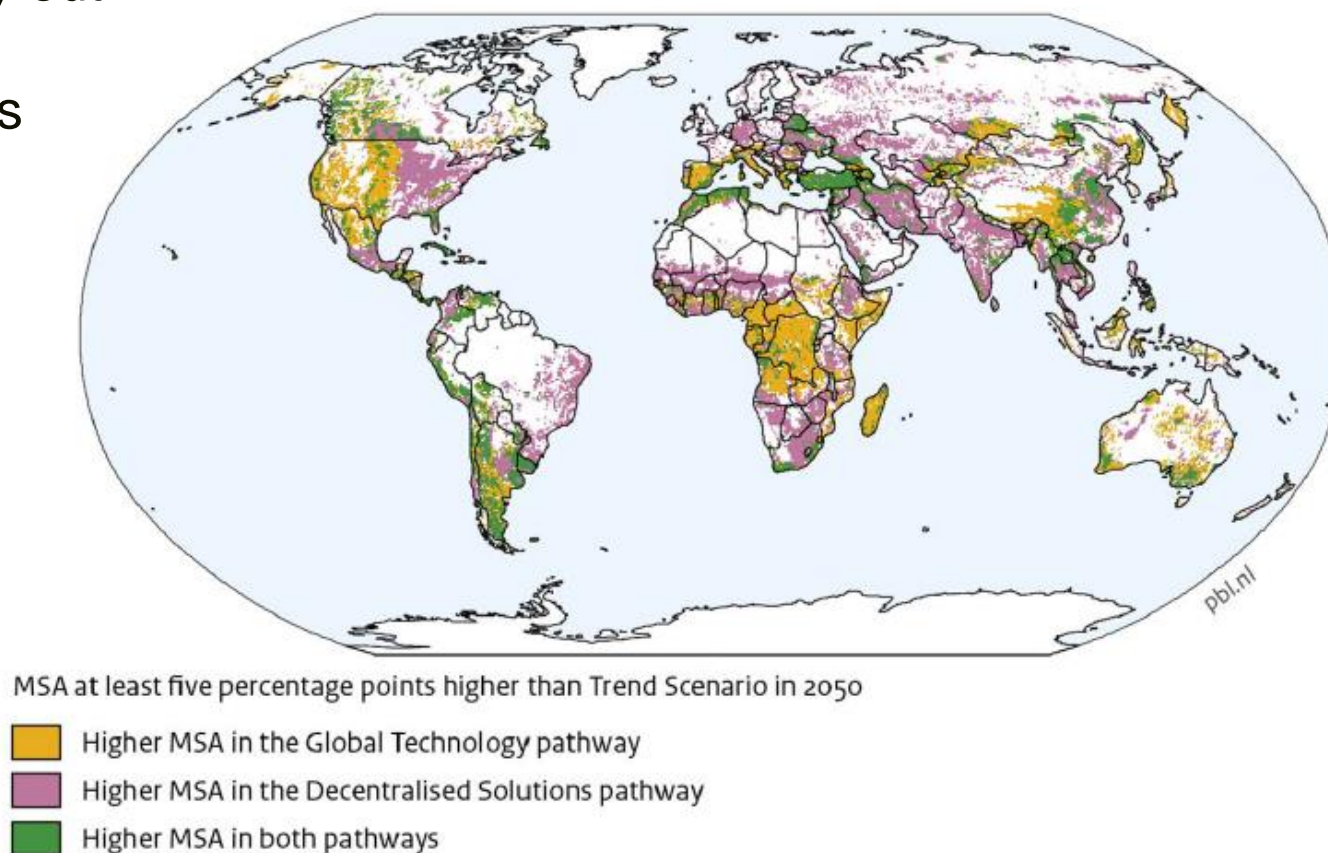 s
pbl.nl
MSA at least five percentage points higher than Trend Scenario in 2050
Higher MSA in the Global Technology pathway
Higher MSA in the Decentralised Solutions pathway
Higher MSA in both pathways